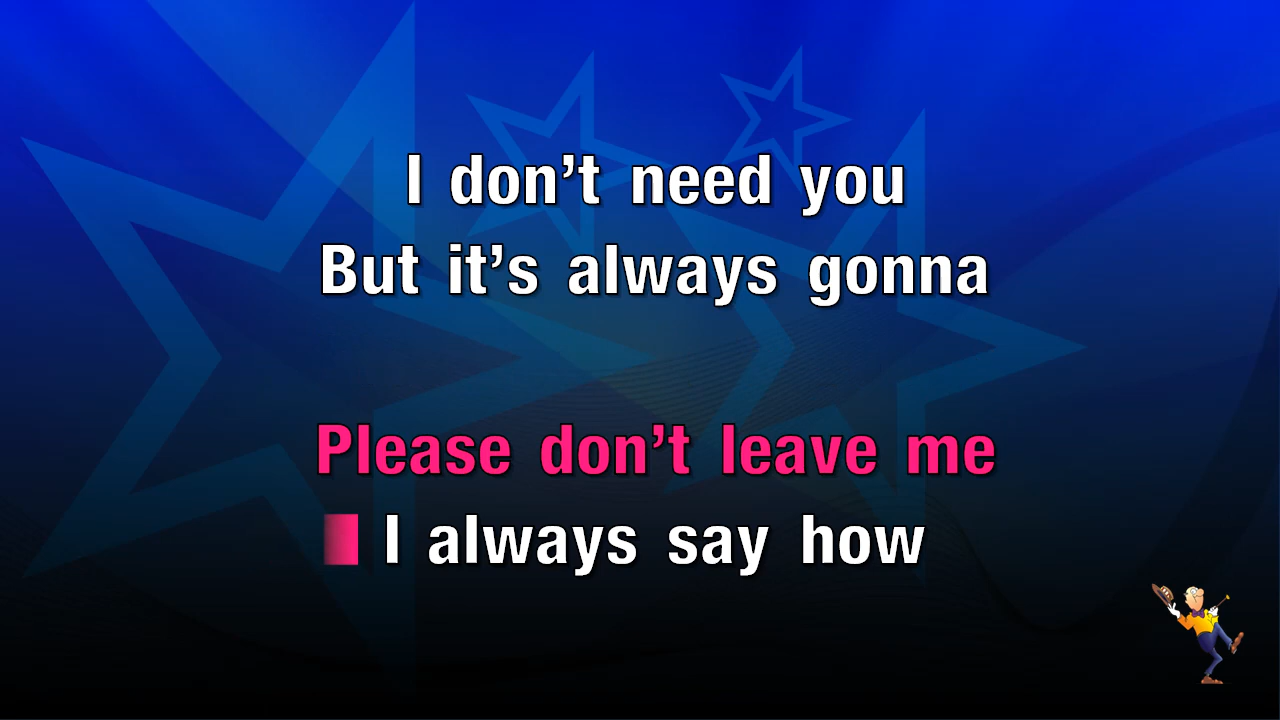 I don’t need you
But it’s always gonna
Please don’t leave me
I always say how